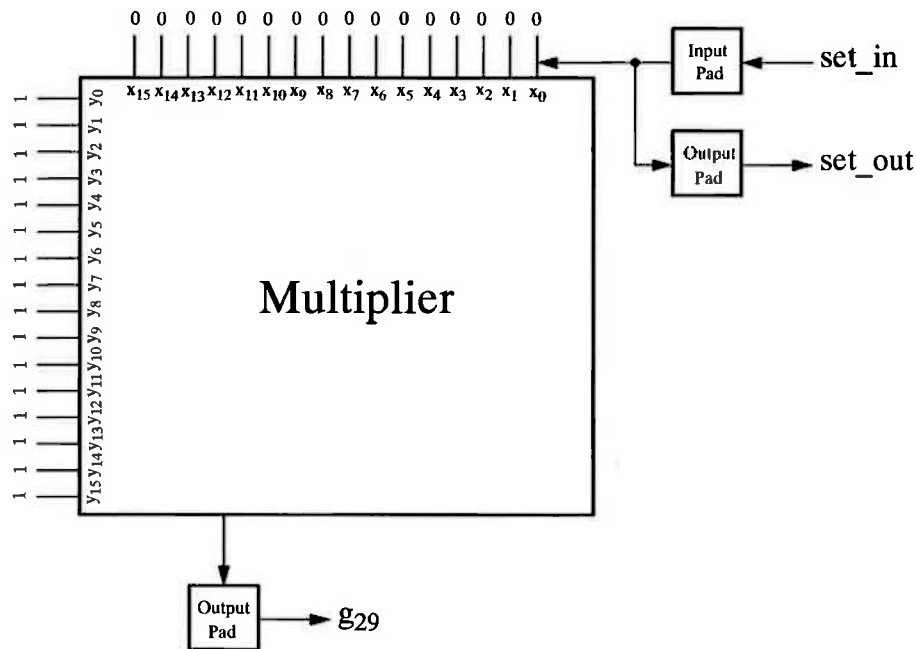 0 0 0 0 0 0 0 0 0 0 0 0 0 0 0 0
x15 x14 x13 x12 x11 x10 x9 x8 x7 x6 x5 x4 x3 x2 x1 x0
Input
Pad
set_in
Output
Pad
set_out
1 y0
1 y1
1 y2
1 y3
1 y4
1 y5
1 y6
1 y7
1 y8
1 y9
1 y10
1 y11
1 y12
1 y13
1 y14
1 y15
Multiplier
Output
Pad
g29